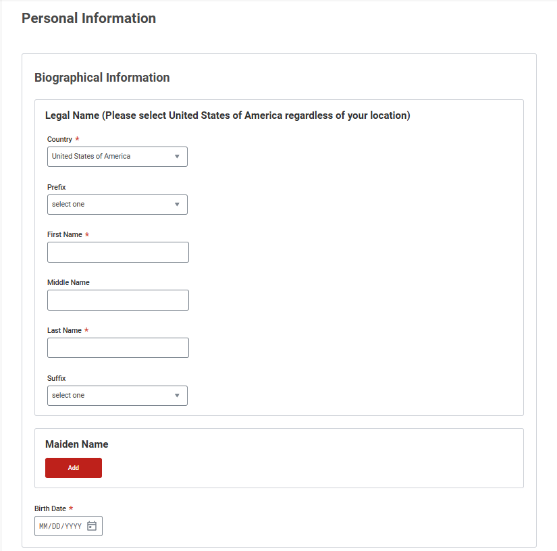 Personal Information
Biographical Information
Legal Name (Please select United States of America regardless of your location)
Country *
United States of America
Prefix
select one
First Name *
Middle Name
Last Name *
Suffix
select one
Maiden Name
Add
Birth Date *
MM/DD/YYYY